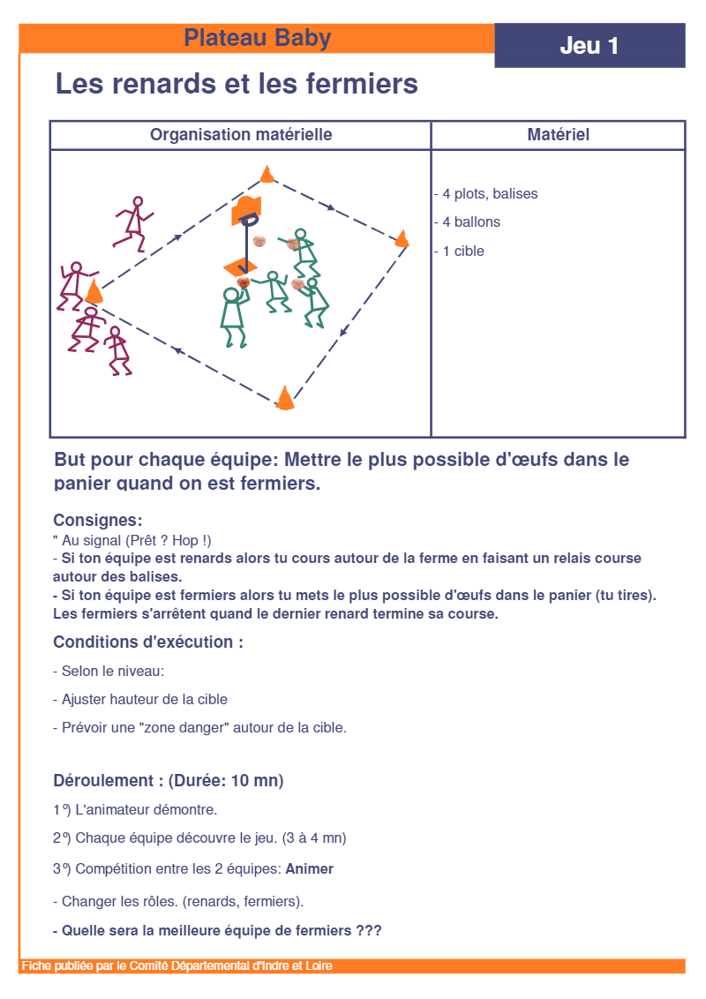 Plateau Baby
Jeu 1
Les renards et les fermiers
Organisation matérielle
Matériel
- 4 plots, balises
- 4 ballons
- 1 cible
But pour chaque équipe: Mettre le plus possible d'œufs dans le
panier quand on est fermiers.
Consignes:
" Au signal (Prêt ? Hop !)
- Si ton équipe est renards alors tu cours autour de la ferme en faisant un relais course
autour des balises.
- Si ton équipe est fermiers alors tu mets le plus possible d'œufs dans le panier (tu tires).
Les fermiers s'arrêtent quand le dernier renard termine sa course.
Conditions d'exécution :
- Selon le niveau:
- Ajuster hauteur de la cible
- Prévoir une "zone danger" autour de la cible.
Déroulement : (Durée: 10 mn)
1º) L'animateur démontre.
2º) Chaque équipe découvre le jeu. (3 à 4 mn)
3º) Compétition entre les 2 équipes: Animer
- Changer les rôles. (renards, fermiers).
- Quelle sera la meilleure équipe de fermiers ???
Fiche publiée par le Comité Départemental d'Indre et Loire